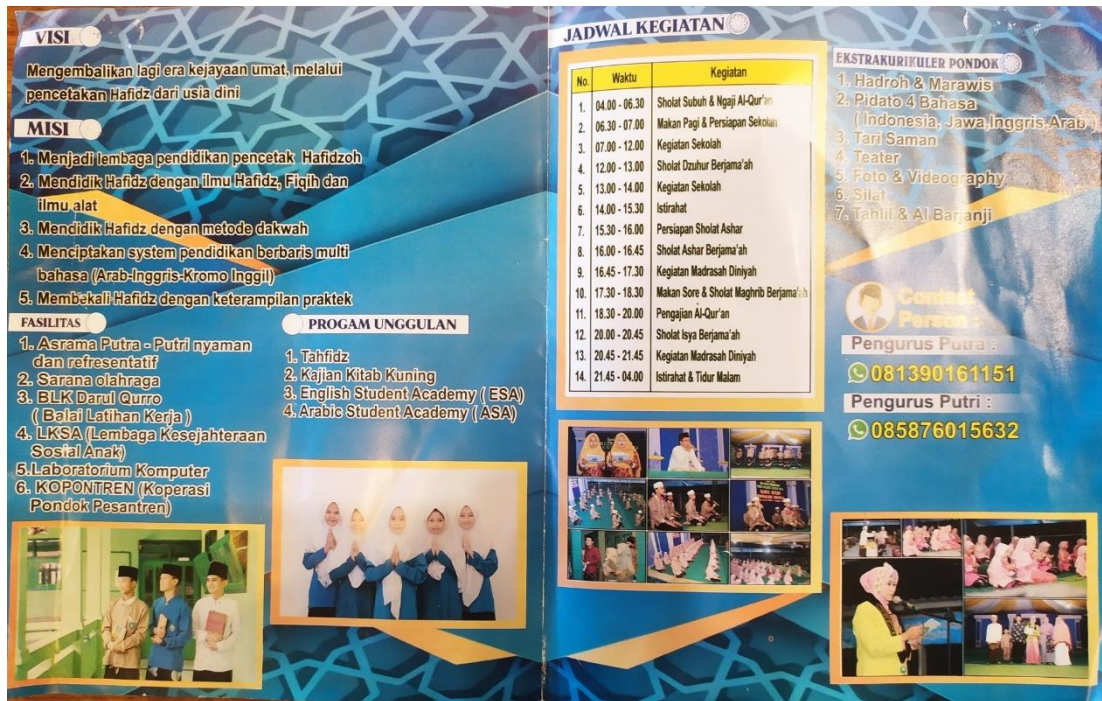 VISI
Mengembalikan lagi era kejayaan umat, melalui
pencetakan Hafidz dari usia dini
MISI
1. Menjadi lembaga pendidikan pencetak Hafidzoh
2. Mendidik Hafidz dengan ilmu Hafidz, Fiqih dan
ilmu alat
3. Mendidik Hafidz dengan metode dakwah
4. Menciptakan system pendidikan berbaris multi
bahasa (Arab-Inggris-Kromo Inggil)
5. Membekali Hafidz dengan keterampilan praktek
FASILITAS
1. Asrama Putra - Putri nyaman
dan refresentatif
2. Sarana olahraga
3. BLK Darul Qurro
( Balai Latihan Kerja )
4. LKSA (Lembaga Kesejahteraan
Sosial Anak)
5.Laboratorium Komputer
6. KOPONTREN (Koperasi
Pondok Pesantren)
PROGAM UNGGULAN
1. Tahfidz
2. Kajian Kitab Kuning
3. English Student Academy ( ESA)
4. Arabic Student Academy ( ASA)
JADWAL KEGIATAN
No. Waktu Kegiatan
1. 04.00 - 06.30 Sholat Subuh & Ngaji Al-Qur'an
2. 06.30 - 07.00 Makan Pagi & Persiapan Sekolah
3. 07.00 - 12.00 Kegiatan Sekolah
4. 12.00 - 13.00 Sholat Dzuhur Berjama'ah
5. 13.00 - 14.00 Kegiatan Sekolah
6. 14.00 - 15.30 Istirahat
7. 15.30 - 16.00 Persiapan Sholat Ashar
8. 16.00 - 16.45 Sholat Ashar Berjama'ah
9. 16.45 - 17.30 Kegiatan Madrasah Diniyah
10. 17.30 - 18.30 Makan Sore & Sholat Maghrib Berjama'ah
11. 18.30 - 20.00 Pengajian Al-Qur'an
12. 20.00 - 20.45 Sholat Isya Berjama'ah
13. 20.45 - 21.45 Kegiatan Madrasah Diniyah
14. 21.45 - 04.00 Istirahat & Tidur Malam
EKSTRAKURIKULER PONDOK
1. Hadroh & Marawis
2. Pidato 4 Bahasa
( Indonesia, Jawa,Inggris,Arab )
3. Tari Saman
4. Teater
5. Foto & Videography
6. Silat
7. Tahlil & Al Barjanji
Contact
Person :
Pengurus Putra :
081390161151
Pengurus Putri :
085876015632